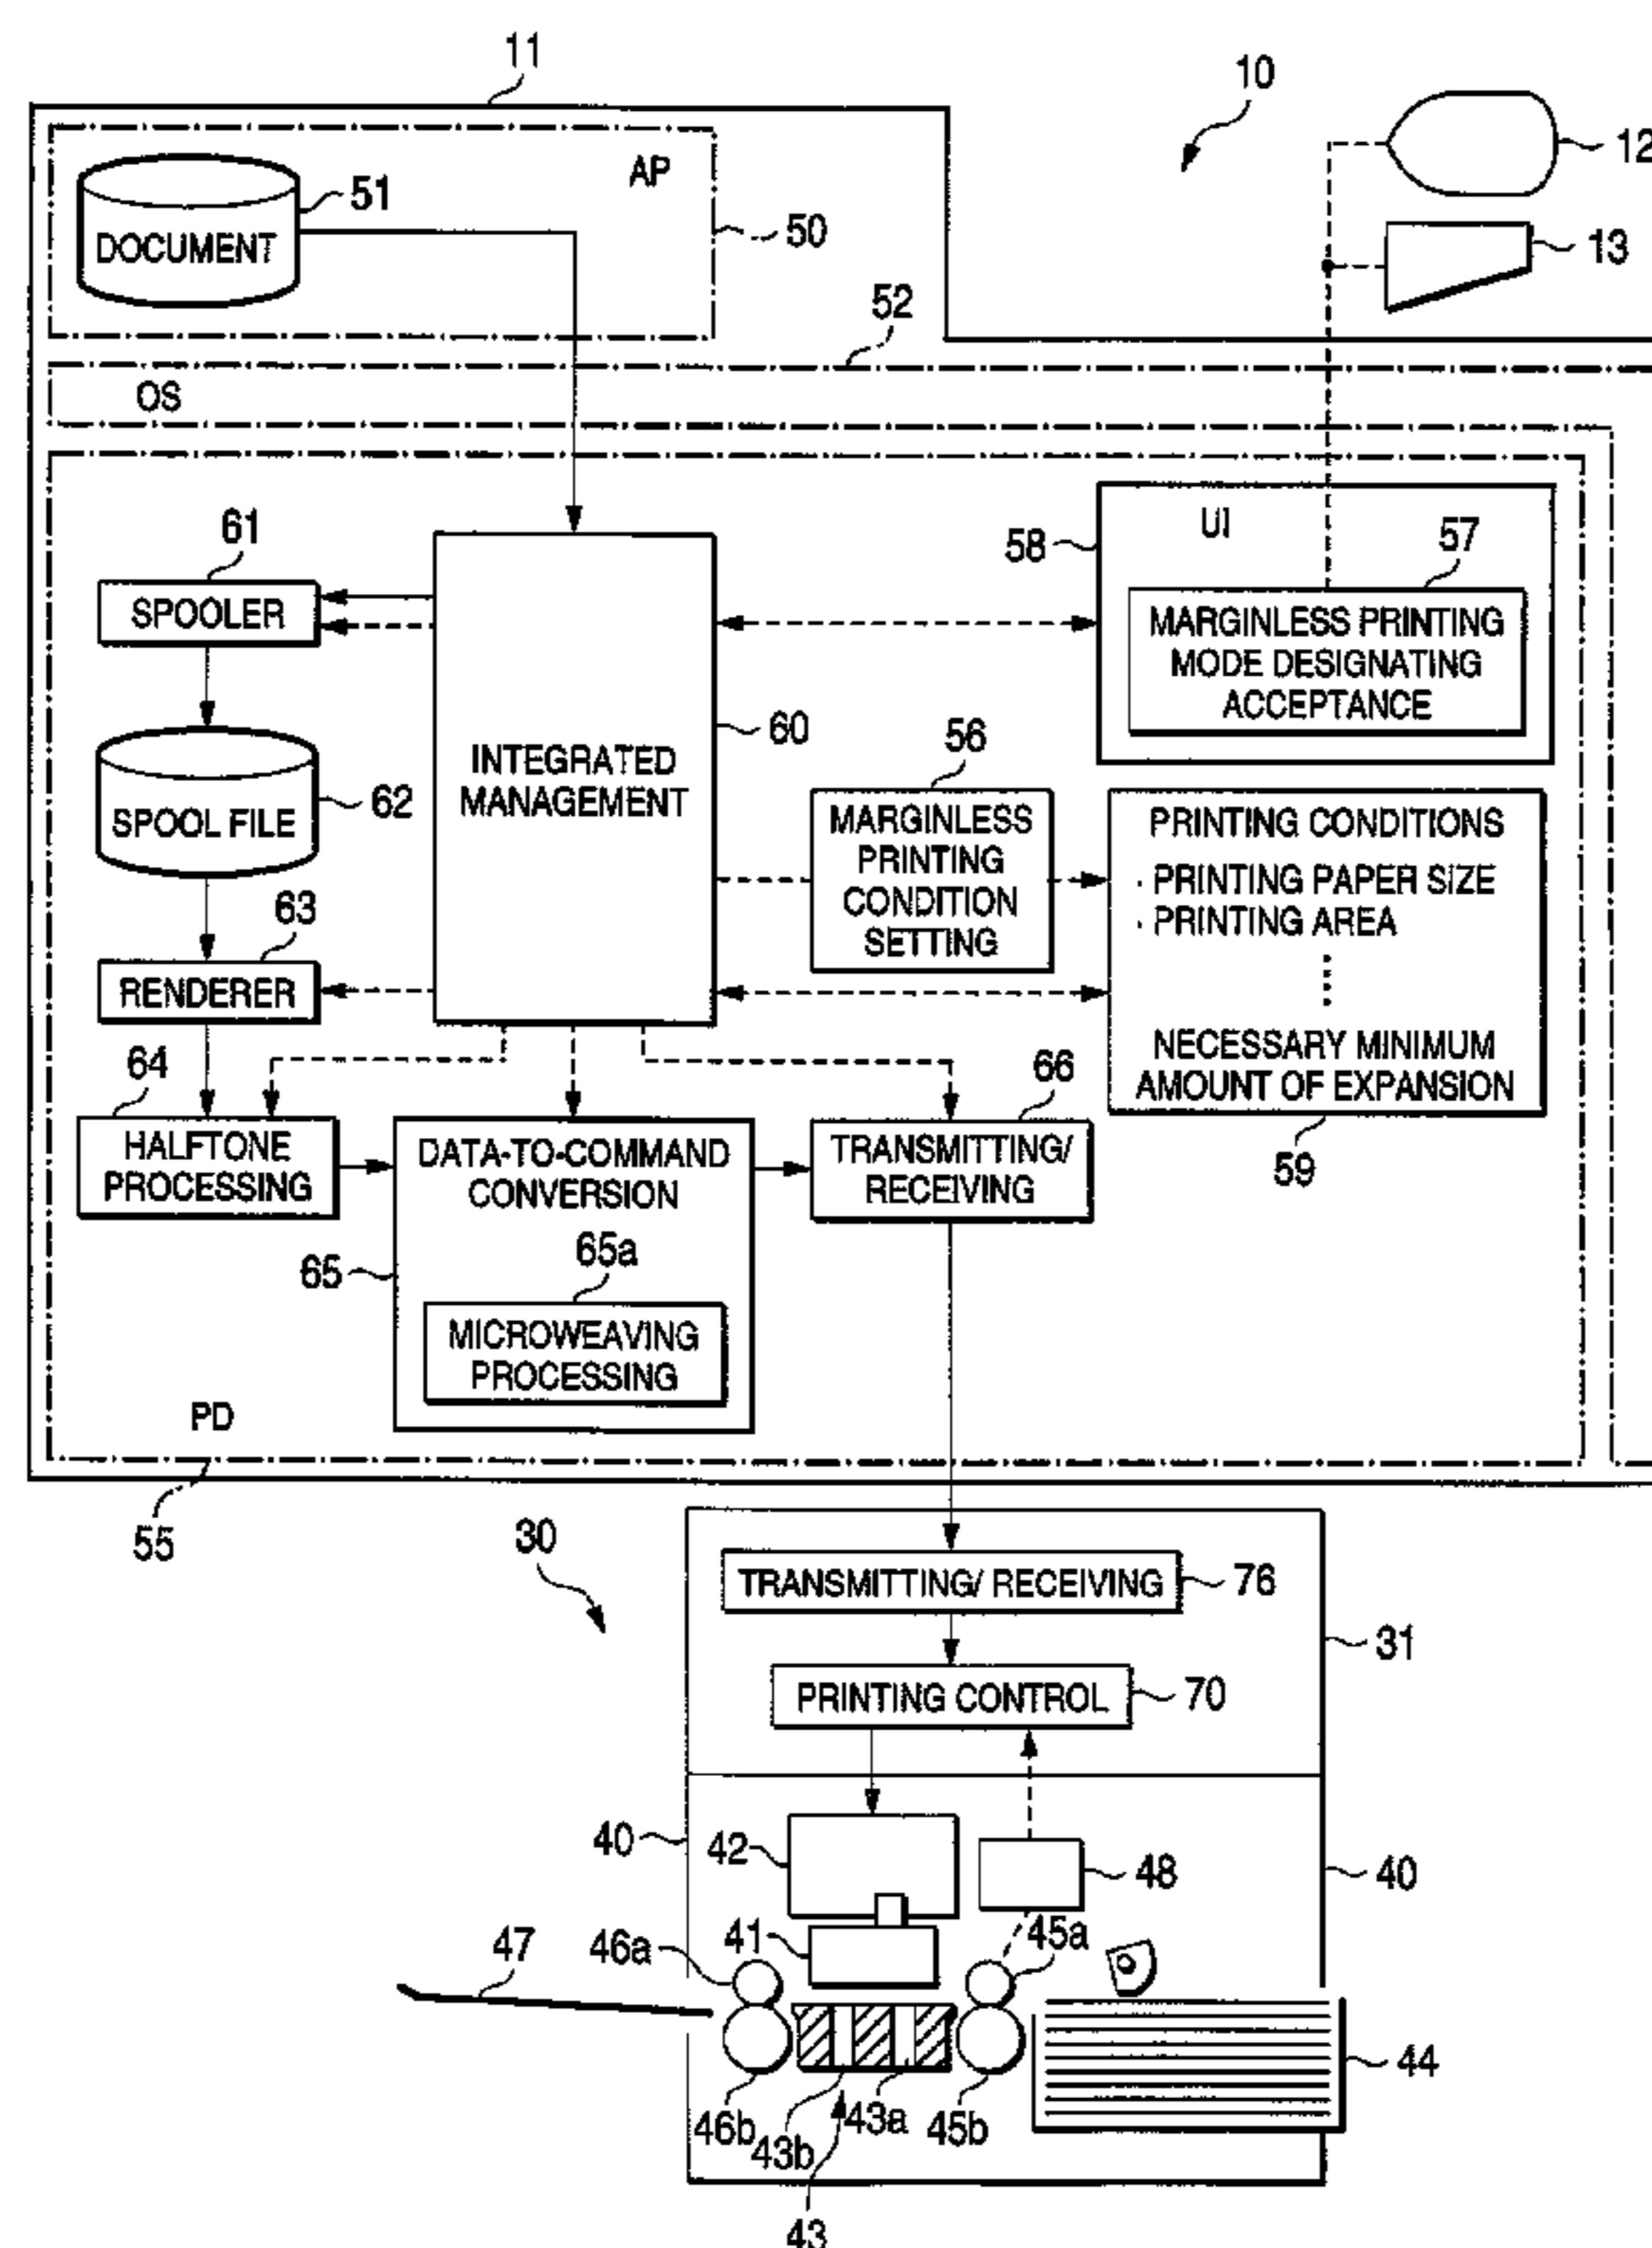 11
10
12
AP
51
DOCUMENT
50
13
52
OS
UI
58
57
MARGINLESS PRINTING
MODE DESIGNATING
ACCEPTANCE
61
SPOOLER
60
INTEGRATED
MANAGEMENT
56
MARGINLESS
PRINTING
CONDITION
SETTING
PRINTING CONDITIONS
· PRINTING PAPER SIZE
· PRINTING AREA
NECESSARY MINIMUM
AMOUNT OF EXPANSION
59
62
SPOOL FILE
63
RENDERER
64
HALFTONE
PROCESSING
DATA-TO-COMMAND
CONVERSION
66
TRANSMITTING/
RECEIVING
65
65a
MICROWEAVING
PROCESSING
PD
55
30
TRANSMITTING/ RECEIVING
76
31
PRINTING CONTROL
70
40
42
48
40
47
46a
41
45a
44
46b
43b
43a
45b
43